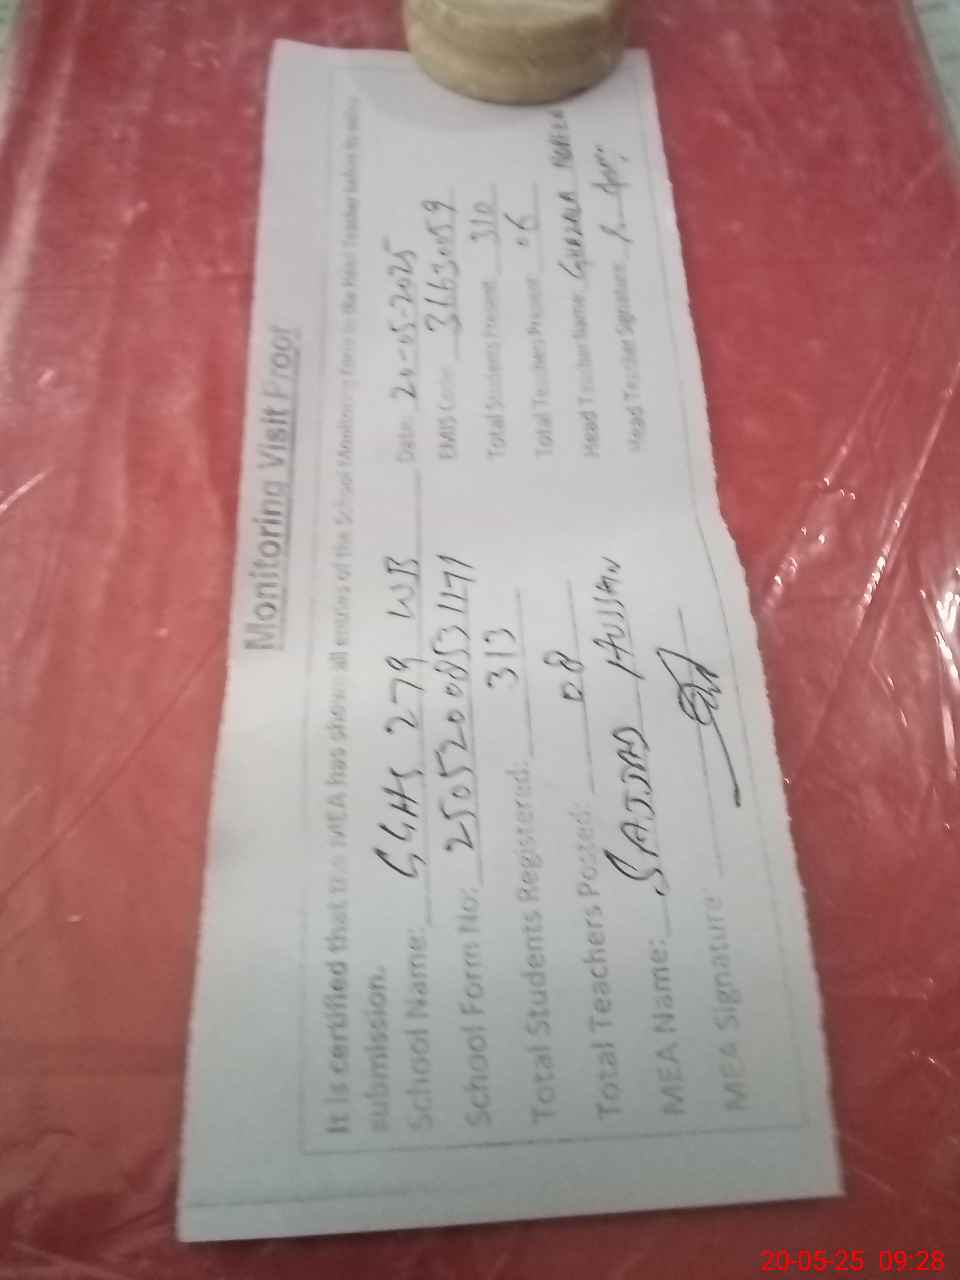 Monitoring Visit Proof
It is certified that the MEA has shown all entries of the School Monitoring Form to the Head Teacher before its
submission.
School Name: GGHS 279 WB Date: 20-05-2025
School Form No: EMIS Code: 31630059
Total Students Registered: 313 Total Students Present 310
Total Teachers Posted: 08 Total Teachers Present 06
MEA Name: SAJJAD HUSSAIN Head Teacher Name: GHAZALA
MEA Signature Head Teacher Signature
20-05-25 09:28